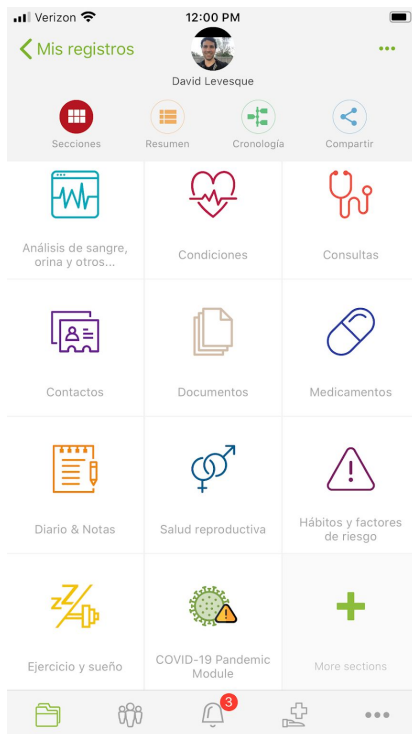 Verizon 12:00 PM
Mis registros
David Levesque
Secciones Resumen Cronología Compartir
Análisis de sangre,
orina y otros...
Condiciones
Consultas
Contactos
Documentos
Medicamentos
Diario & Notas
Salud reproductiva
Hábitos y factores
de riesgo
Ejercicio y sueño
COVID-19 Pandemic
Module
More sections
3